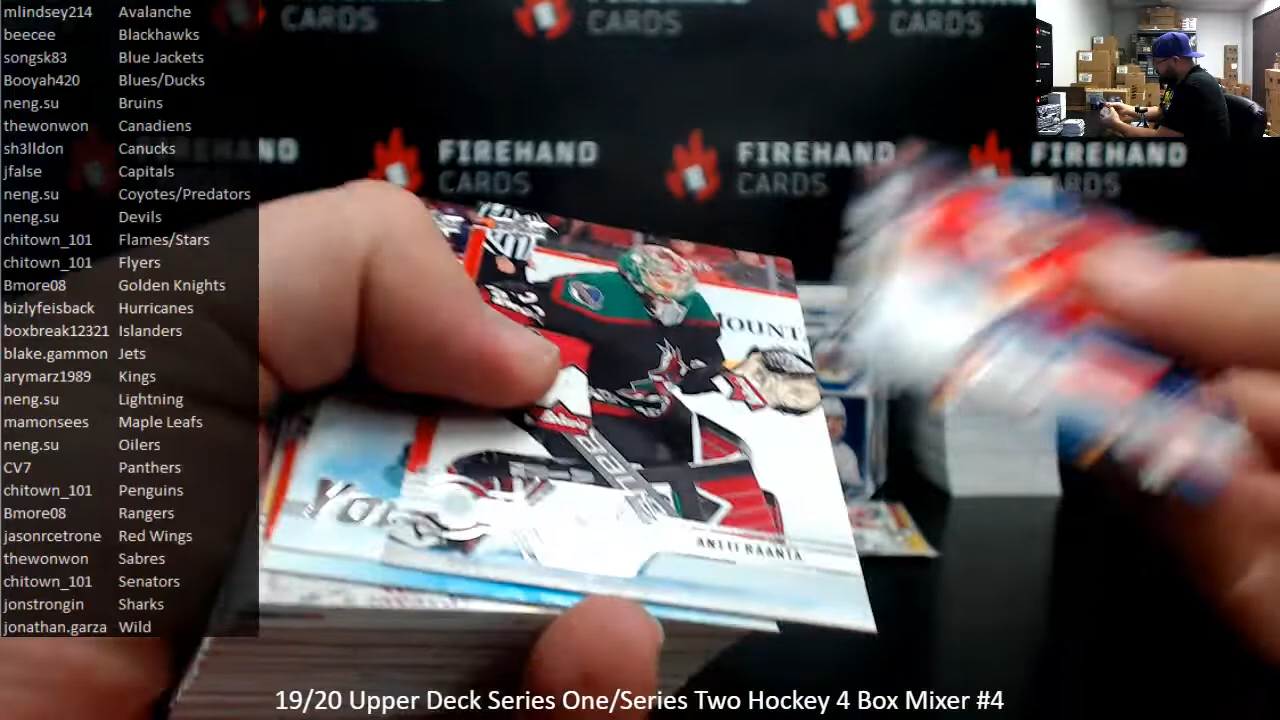 mlindsey214 Avalanche
beecee Blackhawks
songsk83 Blue Jackets
Booyah420 Blues/Ducks
neng.su Bruins
thewonwon Canadiens
sh3lldon Canucks
jfalse Capitals
neng.su Coyotes/Predators
neng.su Devils
chitown_101 Flames/Stars
chitown_101 Flyers
Bmore08 Golden Knights
bizlyfeisback Hurricanes
boxbreak12321 Islanders
blake.gammon Jets
arymarz1989 Kings
neng.su Lightning
mamonsees Maple Leafs
neng.su Oilers
CV7 Panthers
chitown_101 Penguins
Bmore08 Rangers
jasonrcetrone Red Wings
thewonwon Sabres
chitown_101 Senators
jonstrongin Sharks
jonathan.garza Wild
CARDS
CARDS
CARDS
FIREHAND
CARDS
FIREHAND
CARDS
FIREHAND
CARDS
MOUNT
ANTTI RAANTA
19/20 Upper Deck Series One/Series Two Hockey 4 Box Mixer #4